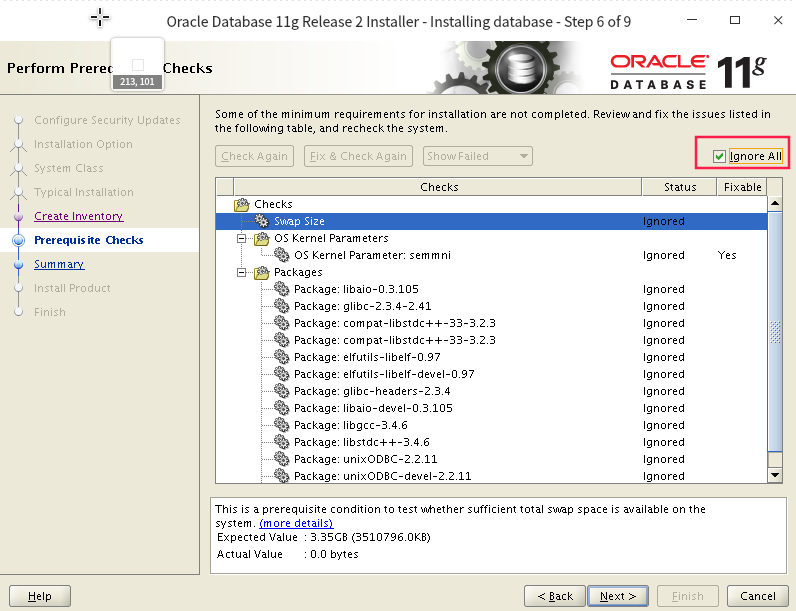 Oracle Database 11g Release 2 Installer - Installing database - Step 6 of 9
Perform Prereq Checks
213, 101
ORACLE
DATABASE 11g
Configure Security Updates
Installation Option
System Class
Typical Installation
Create Inventory
Prerequisite Checks
Summary
Install Product
Finish
Some of the minimum requirements for installation are not completed. Review and fix the issues listed in
the following table, and recheck the system.
Check Again Fix & Check Again Show Failed Ignore All
Checks Status Fixable
Checks
Swap Size Ignored
OS Kernel Parameters
OS Kernel Parameter: semmni Ignored Yes
Packages
Package: libaio-0.3.105 Ignored
Package: glibc-2.3.4-2.41 Ignored
Package: compat-libstdc++-33-3.2.3 Ignored
Package: compat-libstdc++-33-3.2.3 Ignored
Package: elfutils-libelf-0.97 Ignored
Package: elfutils-libelf-devel-0.97 Ignored
Package: glibc-headers-2.3.4 Ignored
Package: libaio-devel-0.3.105 Ignored
Package: libgcc-3.4.6 Ignored
Package: libstdc++-3.4.6 Ignored
Package: unixODBC-2.2.11 Ignored
Package: unixODBC-devel-2.2.11 Ignored
This is a prerequisite condition to test whether sufficient total swap space is available on the
system. (more details)
Expected Value : 3.35GB (3510796.0KB)
Actual Value : 0.0 bytes
Help < Back Next > Finish Cancel